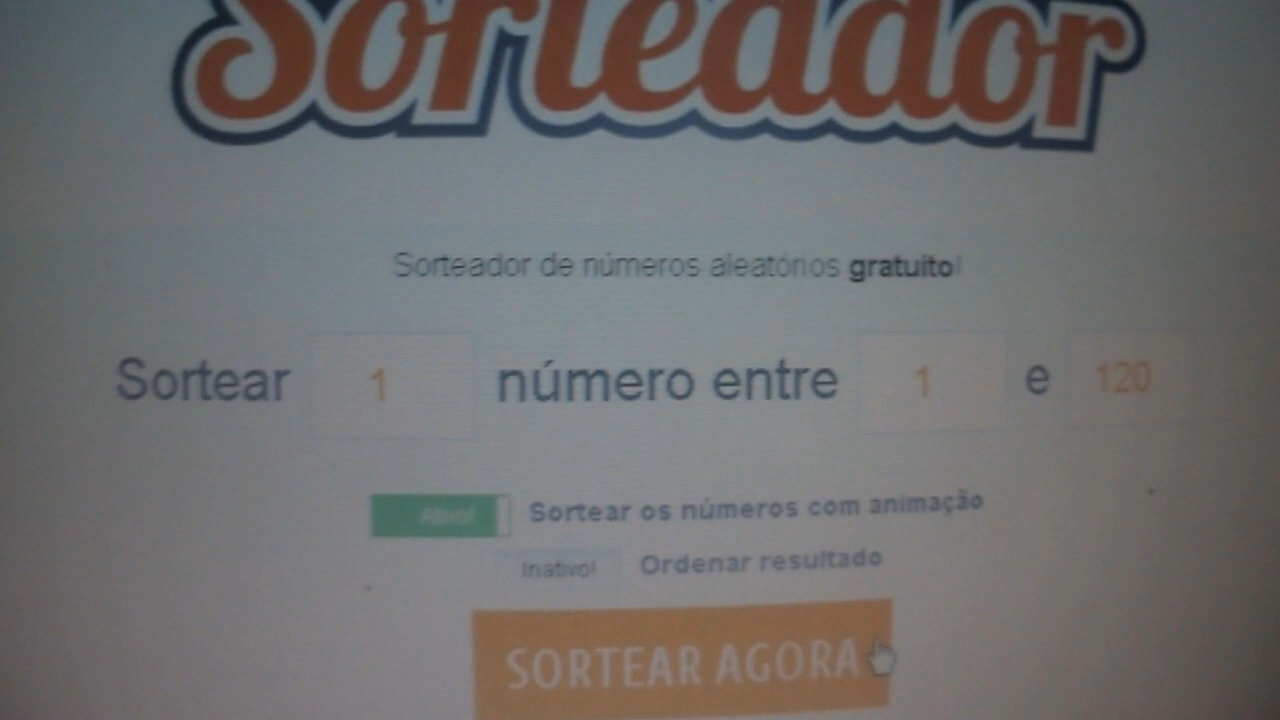 Sorteador
Sorteador de números aleatórios gratuito!
Sortear 1 número entre 1 e 120
Ativo! Sortear os números com animação
Inativo! Ordenar resultado
SORTEAR AGORA